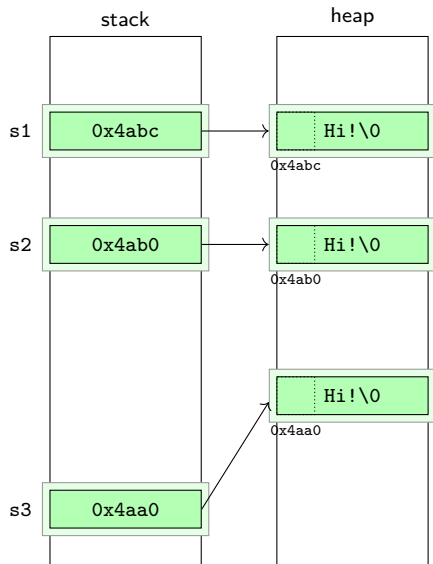 stack heap
s1 0x4abc Hi!\0
0x4abc
s2 0x4ab0 Hi!\0
0x4ab0
Hi!\0
0x4aa0
s3 0x4aa0